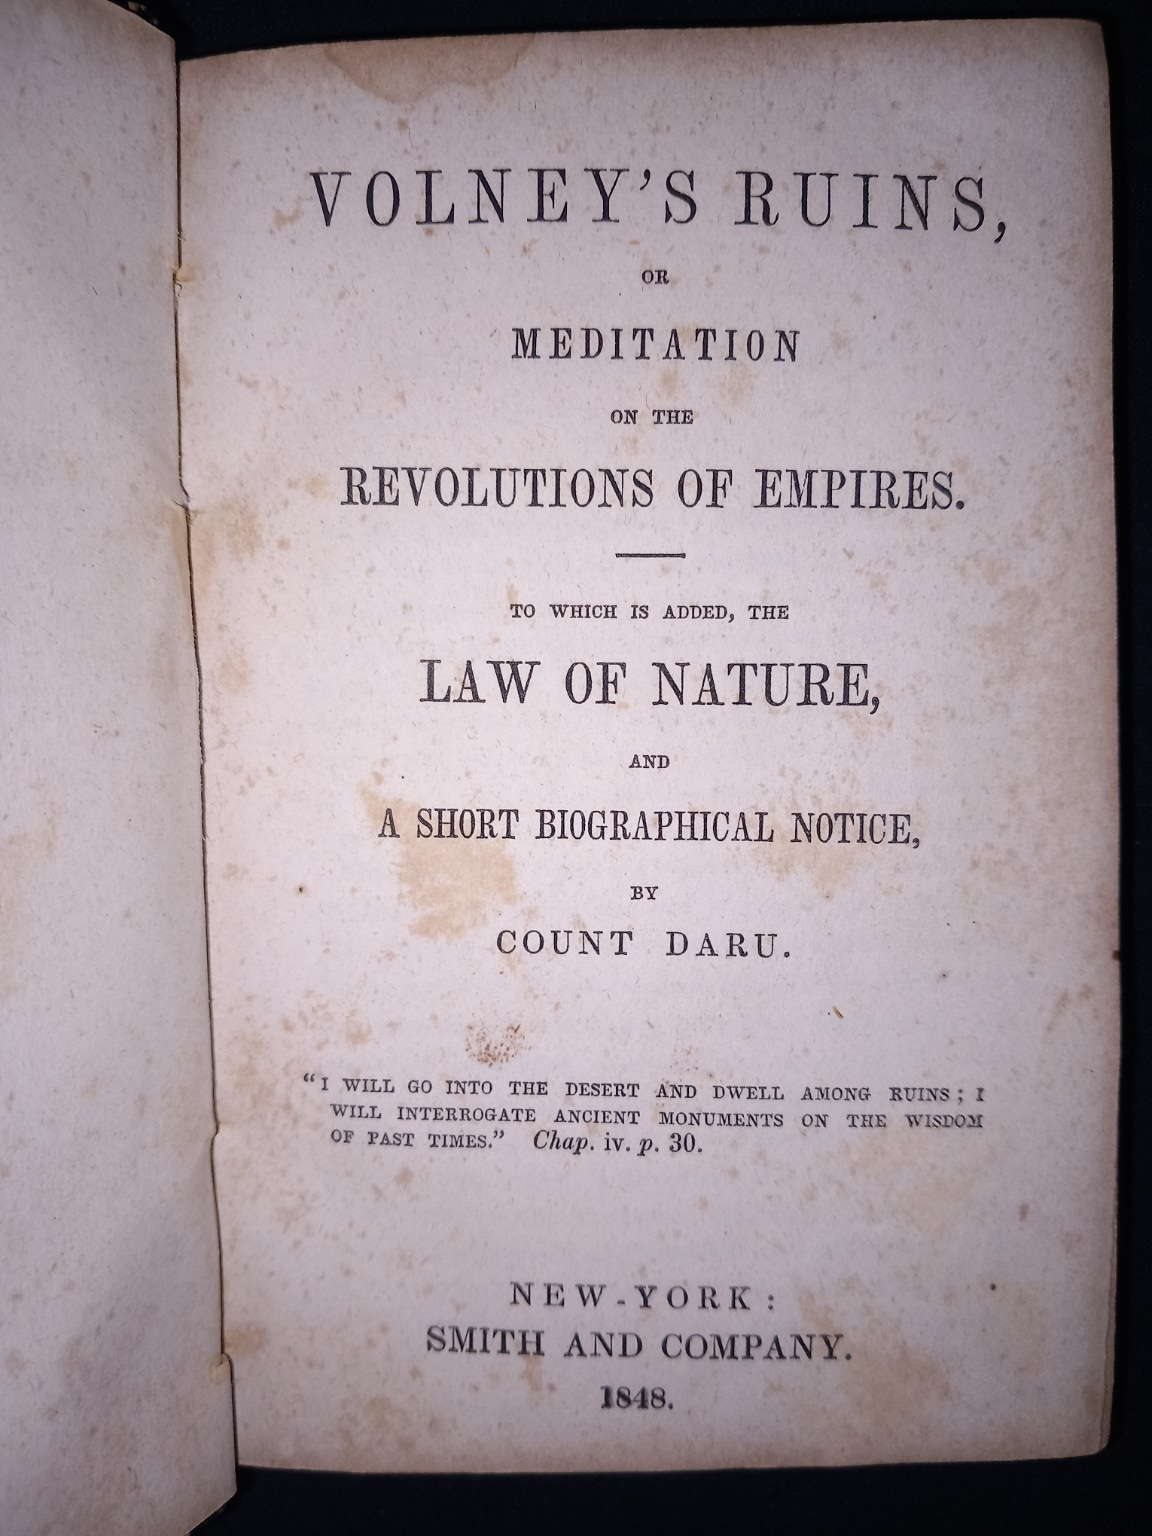 VOLNEY'S RUINS,
OR
MEDITATION
ON THE
REVOLUTIONS OF EMPIRES.
TO WHICH IS ADDED, THE
LAW OF NATURE,
AND
A SHORT BIOGRAPHICAL NOTICE,
BY
COUNT DARU.
"I WILL GO INTO THE DESERT AND DWELL AMONG RUINS; I
WILL INTERROGATE ANCIENT MONUMENTS ON THE WISDOM
OF PAST TIMES." Chap. iv. p. 30.
NEW-YORK:
SMITH AND COMPANY.
1848.